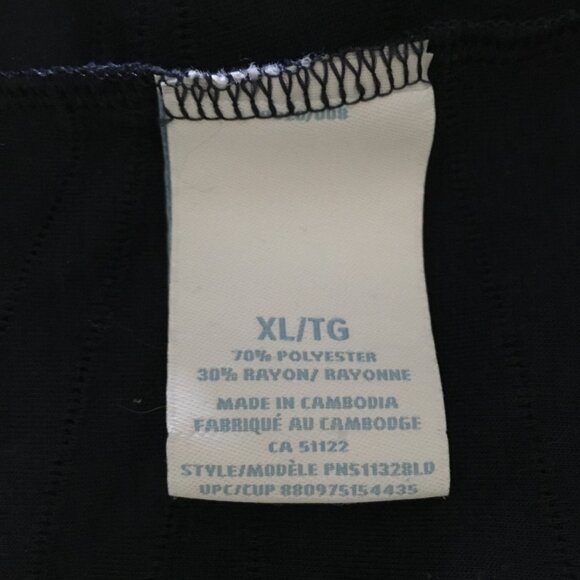 XL/TG
70% POLYESTER
30% RAYON/ RAYONNE
MADE IN CAMBODIA
FABRIQUÉ AU CAMBODGE
CA 51122
STYLE/MODÈLE PN511328LD
UPC/CUP 880975154435